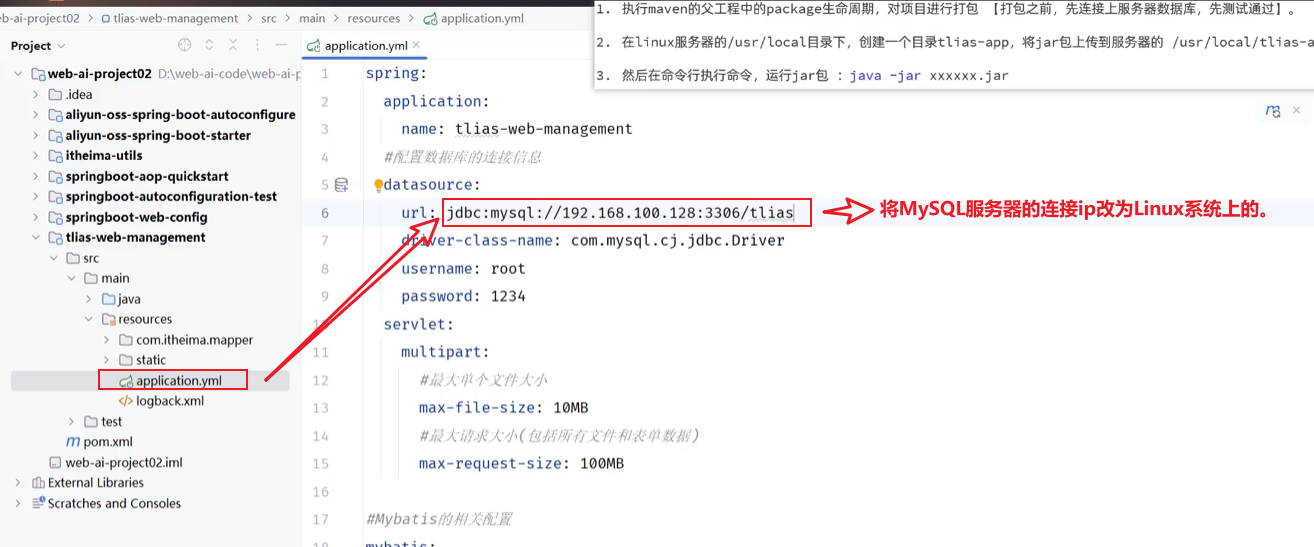 eb-ai-project02 > tlias-web-management > src > main > resources > application.yml
1. 执行maven的父工程中的package生命周期，对项目进行打包 【打包之前，先连接上服务器数据库，先测试通过】。
2. 在linux服务器的/usr/local目录下，创建一个目录tlias-app，将jar包上传到服务器的 /usr/local/tlias-a
3. 然后在命令行执行命令，运行jar包 ：java -jar xxxxxx.jar
Project
web-ai-project02 D:\web-ai-code\web-ai-p
.idea
aliyun-oss-spring-boot-autoconfigure
aliyun-oss-spring-boot-starter
itheima-utils
springboot-aop-quickstart
springboot-autoconfiguration-test
springboot-web-config
tlias-web-management
src
main
java
resources
com.itheima.mapper
static
application.yml
logback.xml
test
pom.xml
web-ai-project02.iml
External Libraries
Scratches and Consoles
application.yml
1 spring:
2 application:
3 name: tlias-web-management
4 #配置数据库的连接信息
5 datasource:
6 url: jdbc:mysql://192.168.100.128:3306/tlias
将MySQL服务器的连接ip改为Linux系统上的。
7 driver-class-name: com.mysql.cj.jdbc.Driver
8 username: root
9 password: 1234
10 servlet:
11 multipart:
12 #最大单个文件大小
13 max-file-size: 10MB
14 #最大请求大小(包括所有文件和表单数据)
15 max-request-size: 100MB
16
17 #Mybatis的相关配置
18 mybatis: